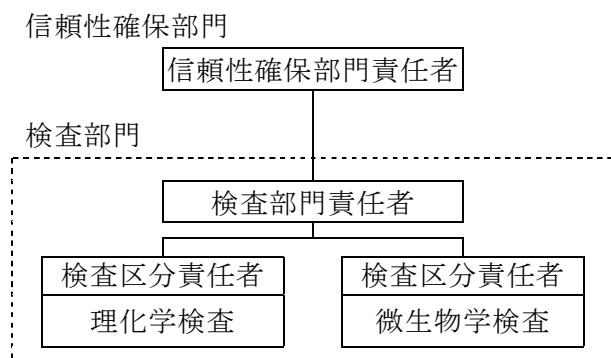 信頼性確保部門
信頼性確保部門責任者
検査部門
検査部門責任者
検査区分責任者
理化学検査
検査区分責任者
微生物学検査